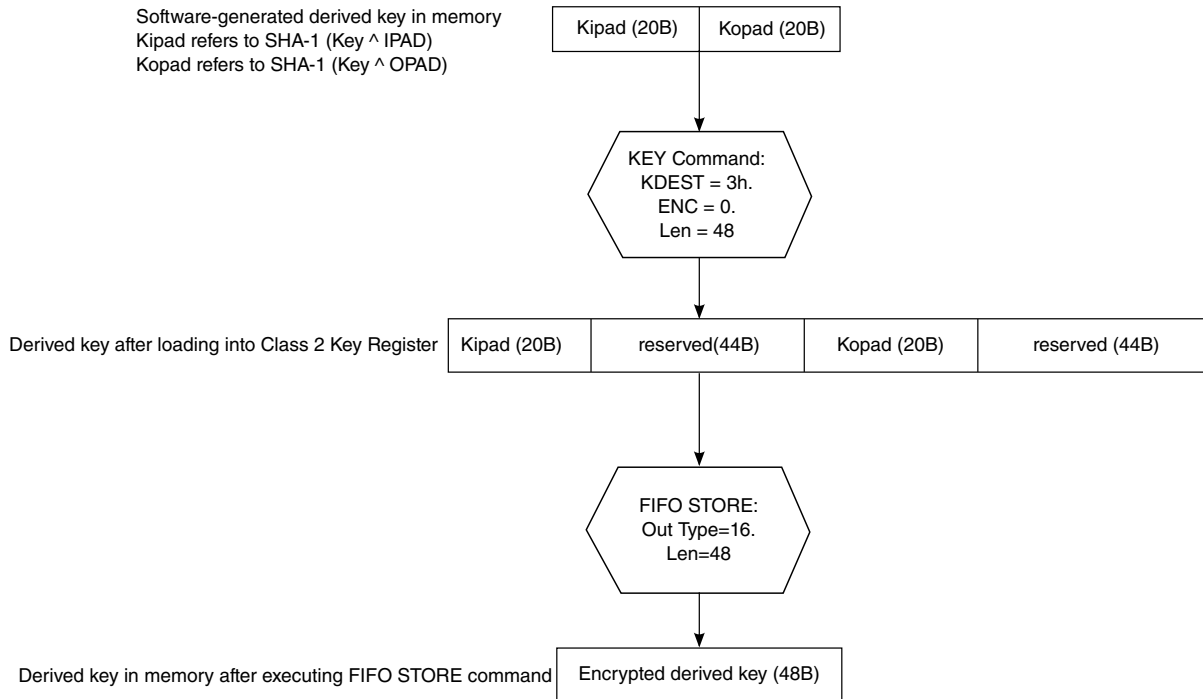 Software-generated derived key in memory
Kipad refers to SHA-1 (Key ^ IPAD)
Kopad refers to SHA-1 (Key ^ OPAD)
Kipad (20B)
Kopad (20B)
KEY Command:
KDEST = 3h.
ENC = 0.
Len = 48
Derived key after loading into Class 2 Key Register
Kipad (20B)
reserved(44B)
Kopad (20B)
reserved (44B)
FIFO STORE:
Out Type=16.
Len=48
Derived key in memory after executing FIFO STORE command
Encrypted derived key (48B)